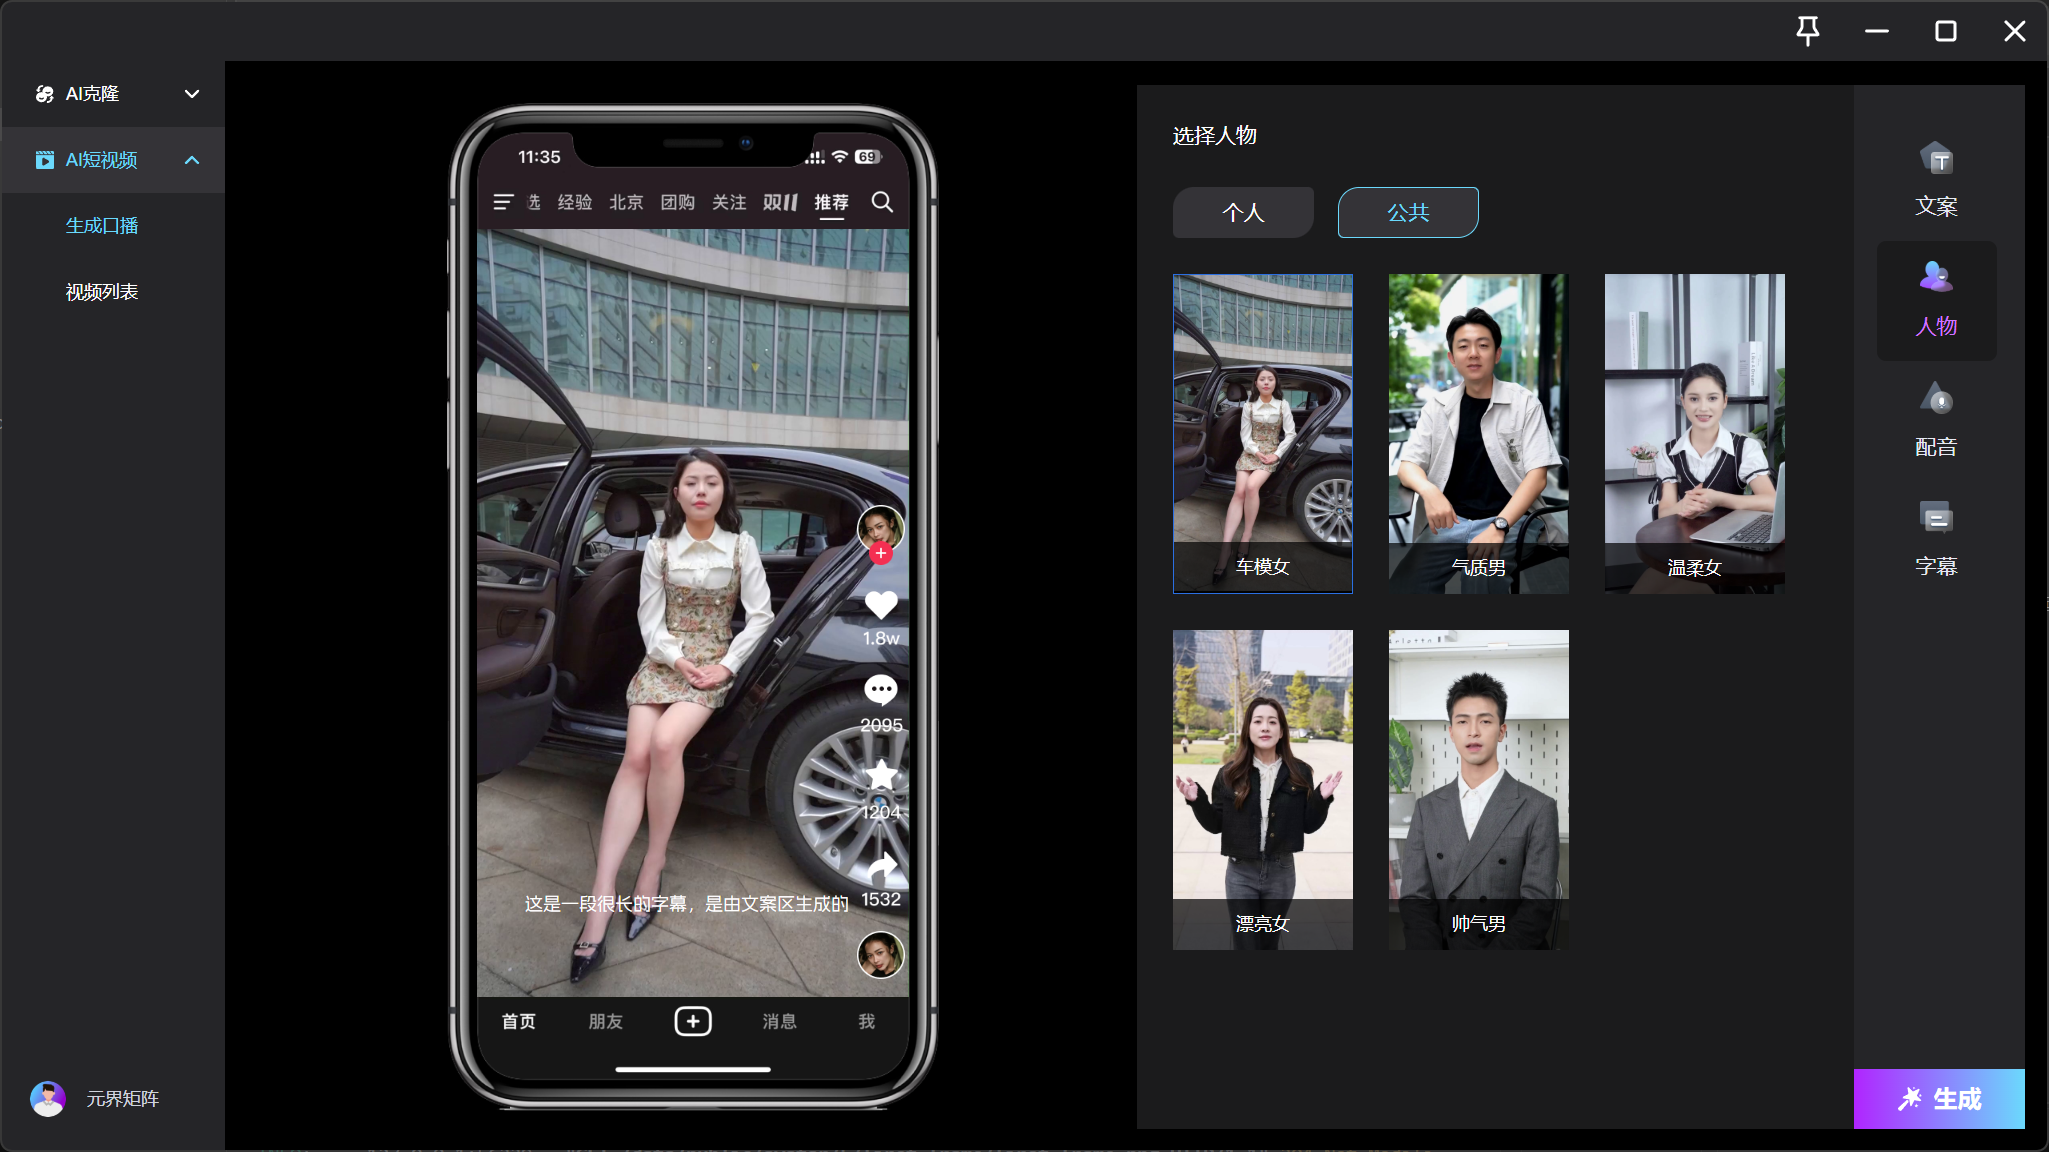 AI克隆
AI短视频
生成口播
视频列表
元界矩阵
11:35
69
选 经验 北京 团购 关注 双11 推荐
1.8w
2095
1204
1532
这是一段很长的字幕，是由文案区生成的
首页 朋友 消息 我
选择人物
个人 公共
车模女 气质男 温柔女
漂亮女 帅气男
T
文案
人物
配音
字幕
生成